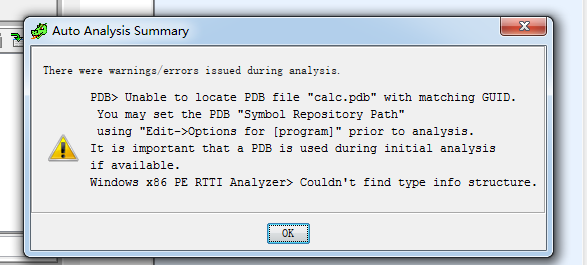 Auto Analysis Summary
There were warnings/errors issued during analysis.
PDB> Unable to locate PDB file "calc.pdb" with matching GUID.
You may set the PDB "Symbol Repository Path"
using "Edit->Options for [program]" prior to analysis.
It is important that a PDB is used during initial analysis
if available.
Windows x86 PE RTTI Analyzer> Couldn't find type info structure.
OK